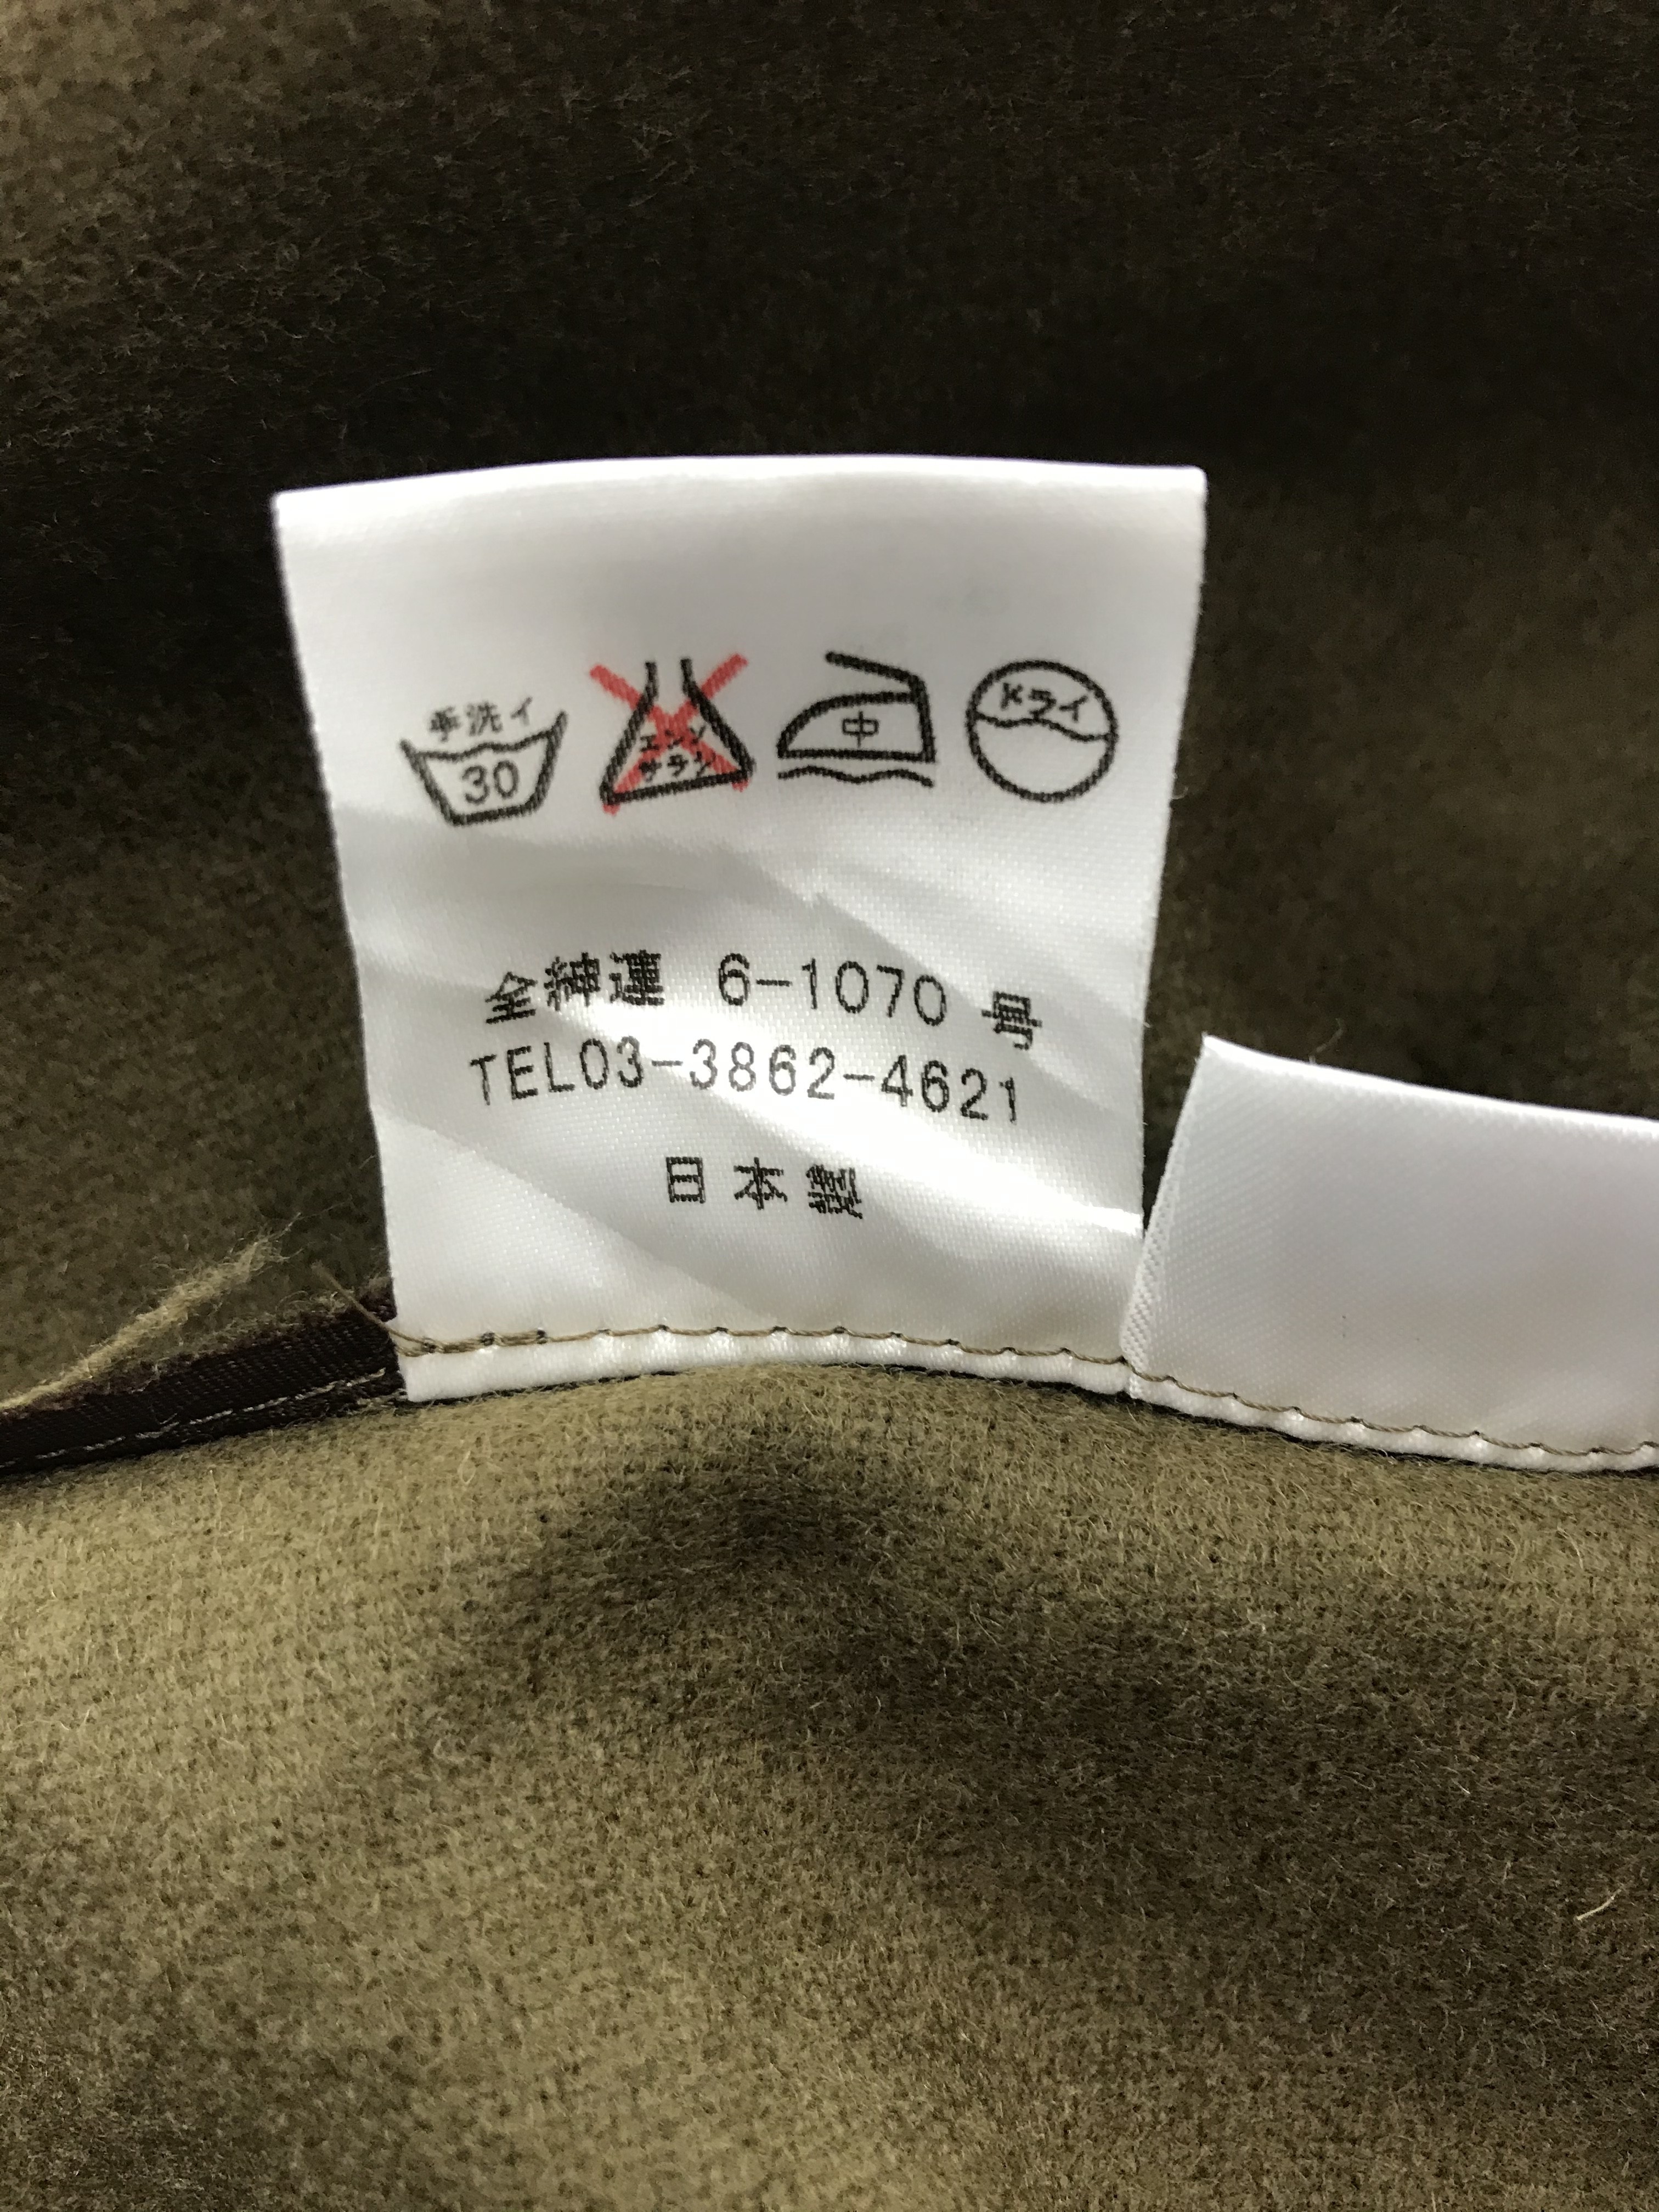 手洗イ 30 エンソ サラシ 中 ドライ
全紳連 6-1070 号
TEL03-3862-4621
日本製